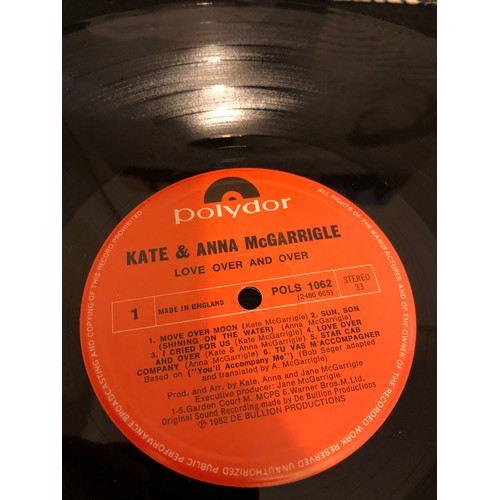 polydor
KATE & ANNA McGARRIGLE
LOVE OVER AND OVER
POLS 1062
(2480 655)
STEREO
33
1
MADE IN ENGLAND
1. MOVE OVER MOON (Kate McGarrigle) 2. SUN, SON
(SHINING ON THE WATER) (Anna McGarrigle)
3. I CRIED FOR US (Kate McGarrigle) 4. LOVE OVER
AND OVER (Kate & Anna McGarrigle) 5. STAR CAB
COMPANY (Anna McGarrigle) 6. TU VAS M'ACCOMPAGNER
Based on ("You'll Accompany Me") (Bob Seger adapted
and translated by A. McGarrigle)
Prod. and Arr. by Kate, Anna and Jane McGarrigle
Executive producer: Jane McGarrigle
1-5. Garden Court M. MCPS 6. Warner Bros.M.Ltd.
Original Sound Recording made by De Bullion Productions
℗ 1982 DE BULLION PRODUCTIONS
ALL RIGHTS OF THE MANUFACTURER AND OF THE OWNER OF THE RECORDED WORK RESERVED UNAUTHORIZED PUBLIC PERFORMANCE BROADCASTING AND COPYING OF THIS RECORD PROHIBITED